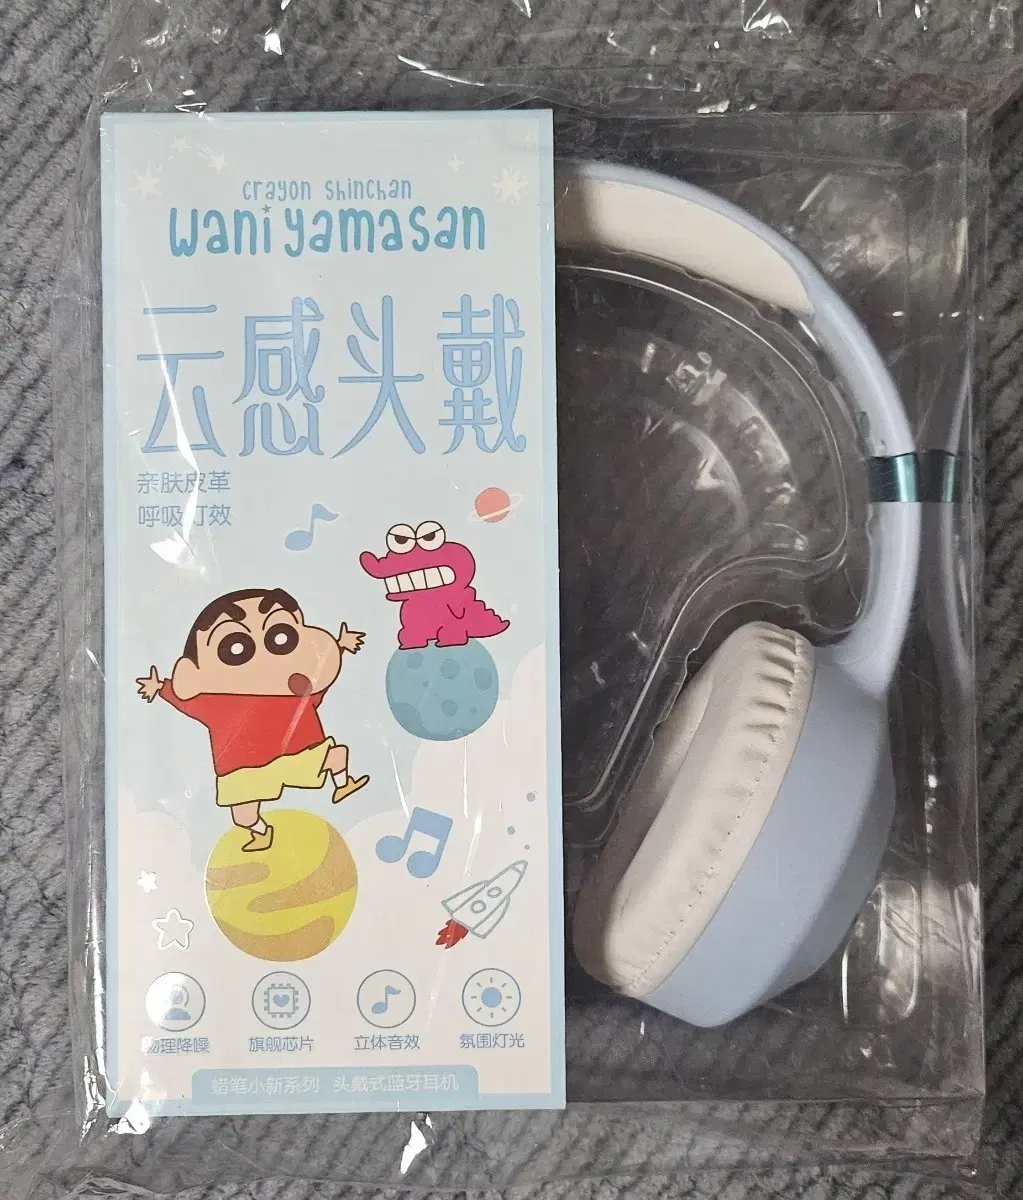 crayon shinchan
waniyamasan
云感头戴
亲肤皮革
呼吸灯效
物理降噪
旗舰芯片
立体音效
氛围灯光
蜡笔小新系列 头戴式蓝牙耳机